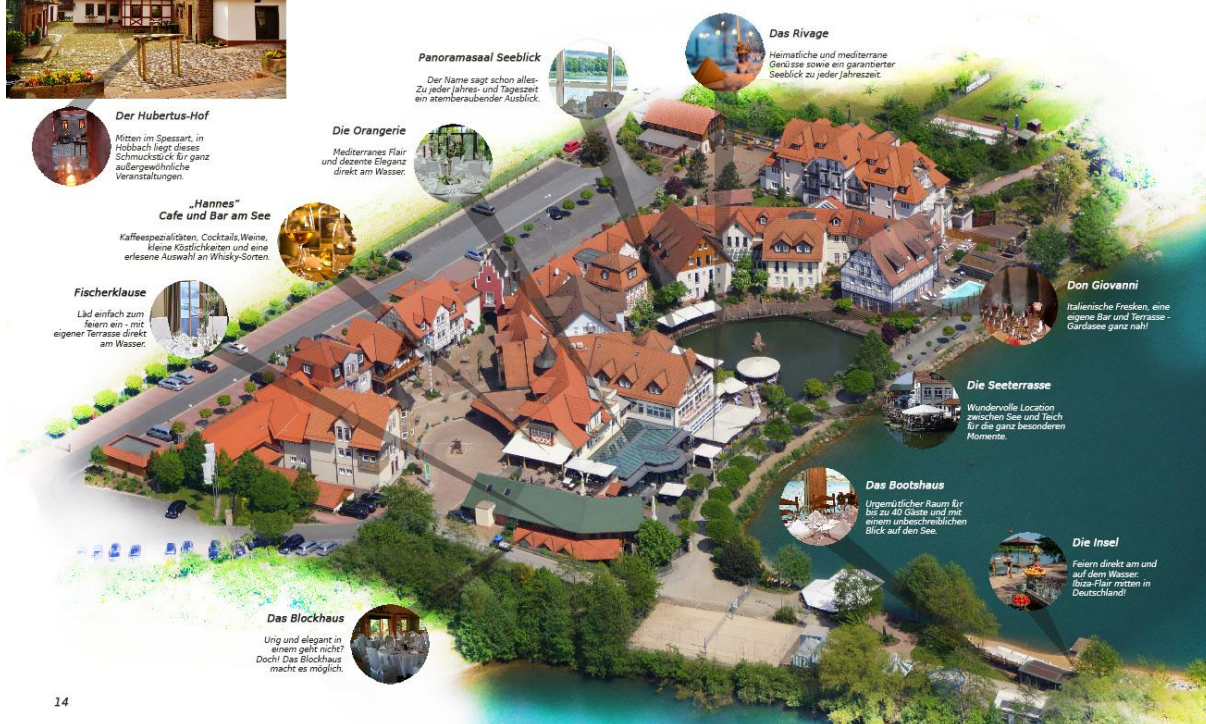 Das Rivage
Heimatliche und mediterrane
Genüsse sowie ein garantierter
Seeblick zu jeder Jahreszeit.
Panoramasaal Seeblick
Der Name sagt schon alles-
Zu jeder Jahres- und Tageszeit
ein atemberaubender Ausblick.
Der Hubertus-Hof
Mitten im Spessart, in
Hobbach liegt dieses
Schmuckstück für ganz
außergewöhnliche
Veranstaltungen.
Die Orangerie
Mediterranes Flair
und dezente Eleganz
direkt am Wasser.
„Hannes“
Cafe und Bar am See
Kaffeespezialitäten, Cocktails,Weine,
kleine Köstlichkeiten und eine
erlesene Auswahl an Whisky-Sorten.
Fischerklause
Läd einfach zum
feiern ein - mit
eigener Terrasse direkt
am Wasser.
Don Giovanni
Italienische Fresken, eine
eigene Bar und Terrasse -
Gardasee ganz nah!
Die Seeterrasse
Wundervolle Location
zwischen See und Teich
für die ganz besonderen
Momente.
Das Bootshaus
Urgemütlicher Raum für
bis zu 40 Gäste und mit
einem unbeschreiblichen
Blick auf den See.
Die Insel
Feiern direkt am und
auf dem Wasser.
Ibiza-Flair mitten in
Deutschland!
Das Blockhaus
Urig und elegant in
einem geht nicht?
Doch! Das Blockhaus
macht es möglich.
14